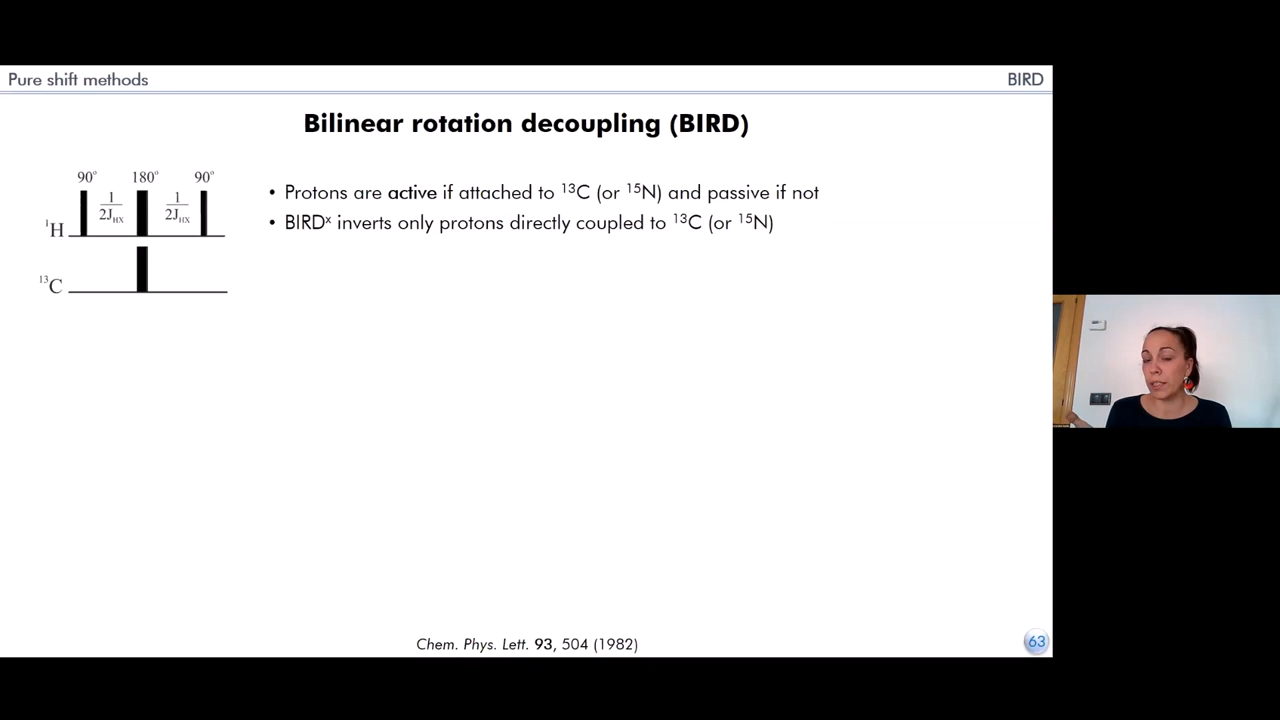 Pure shift methods
BIRD
Bilinear rotation decoupling (BIRD)
90° 180° 90°
1/2J_HX 1/2J_HX
¹H
¹³C
• Protons are active if attached to ¹³C (or ¹⁵N) and passive if not
• BIRDˣ inverts only protons directly coupled to ¹³C (or ¹⁵N)
Chem. Phys. Lett. 93, 504 (1982)
63